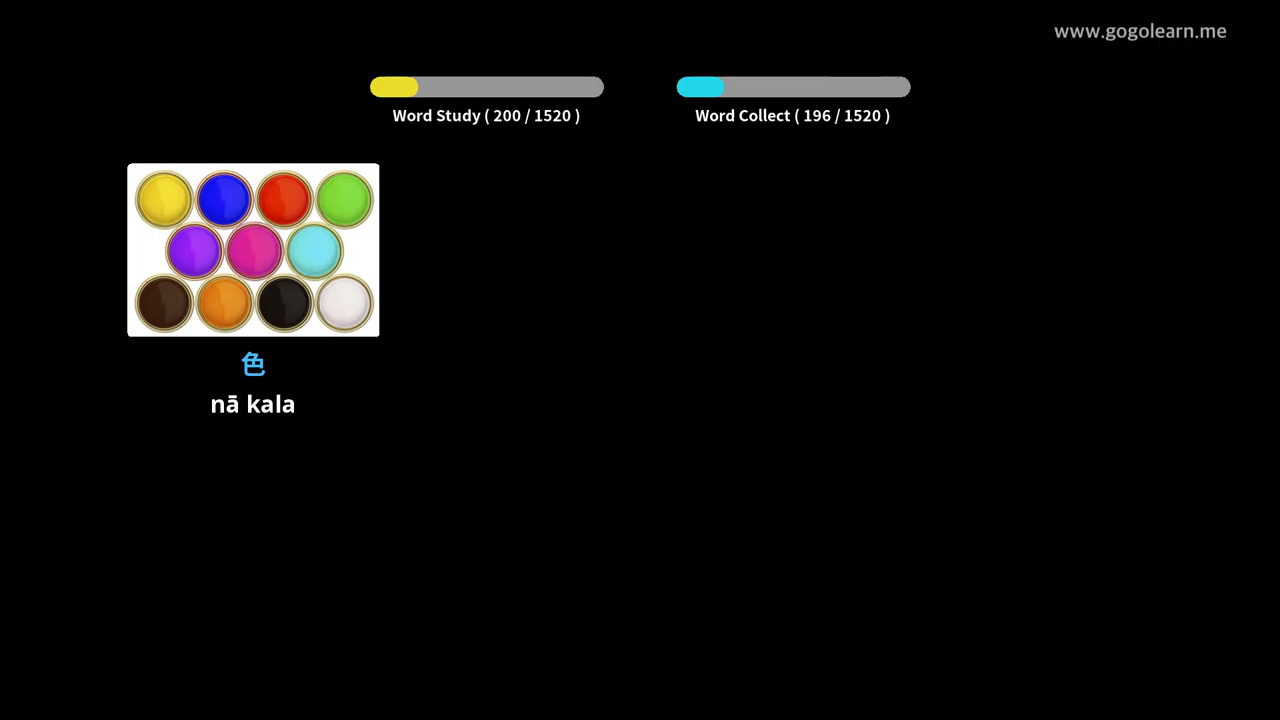 www.gogolearn.me
Word Study ( 200 / 1520 )
Word Collect ( 196 / 1520 )
色
nā kala